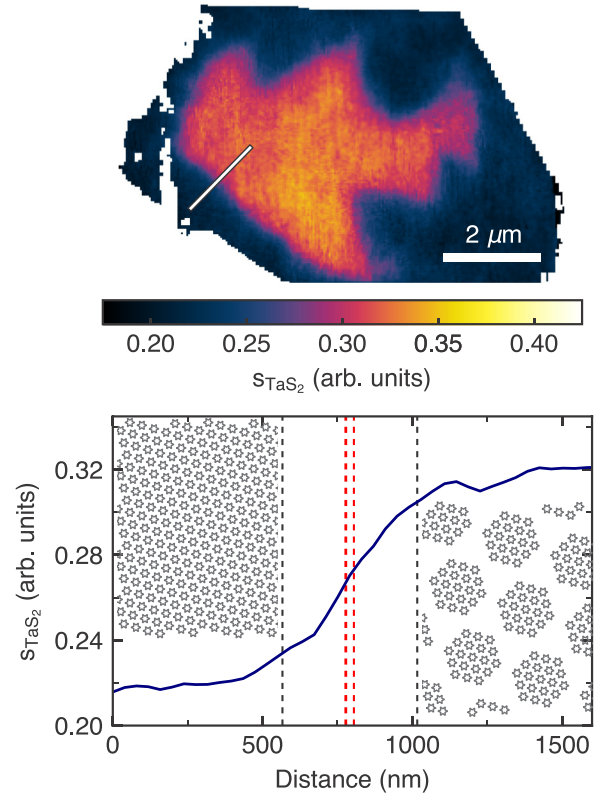 2 μm
0.20 0.25 0.30 0.35 0.40
s_TaS₂ (arb. units)
s_TaS₂ (arb. units)
0.32
0.28
0.24
0.20
0 500 1000 1500
Distance (nm)